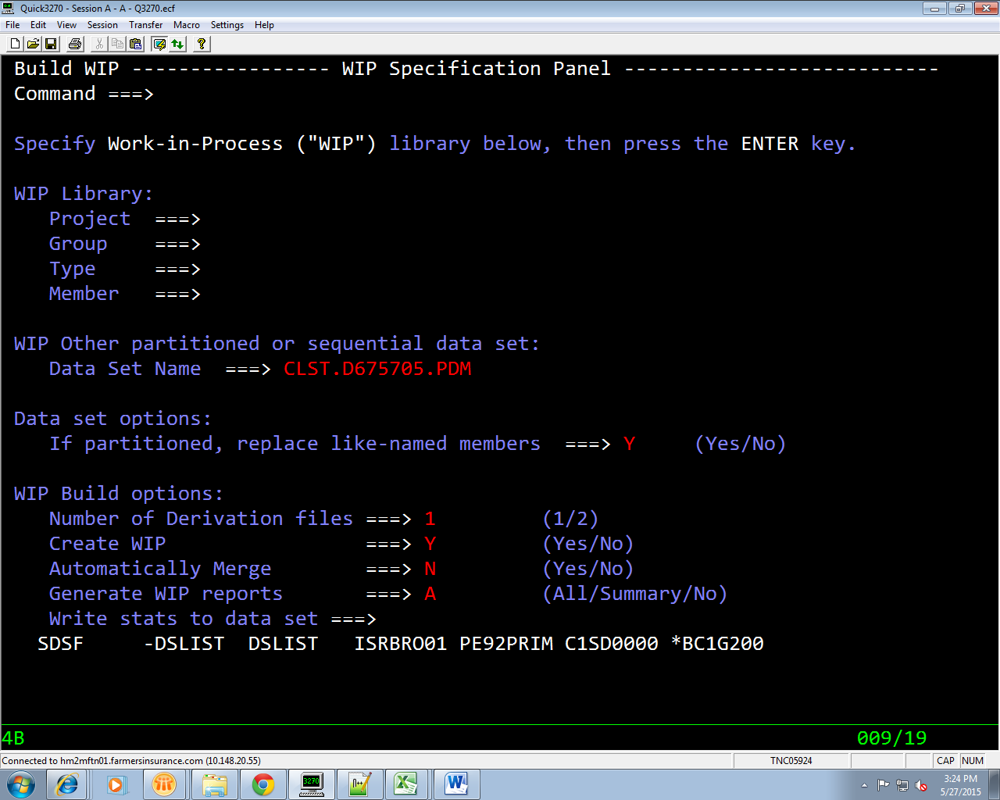 Quick3270 - Session A - A - Q3270.ecf
File Edit View Session Transfer Macro Settings Help
Build WIP ----------------- WIP Specification Panel ---------------------------
Command ===>
Specify Work-in-Process ("WIP") library below, then press the ENTER key.
WIP Library:
Project ===>
Group ===>
Type ===>
Member ===>
WIP Other partitioned or sequential data set:
Data Set Name ===> CLST.D675705.PDM
Data set options:
If partitioned, replace like-named members ===> Y (Yes/No)
WIP Build options:
Number of Derivation files ===> 1 (1/2)
Create WIP ===> Y (Yes/No)
Automatically Merge ===> N (Yes/No)
Generate WIP reports ===> A (All/Summary/No)
Write stats to data set ===>
SDSF -DSLIST DSLIST ISRBRO01 PE92PRIM C1SD0000 *BC1G200
4B 009/19
Connected to hm2mftn01.farmersinsurance.com (10.148.20.55) TNC05924 CAP NUM
3270
3:24 PM
5/27/2015